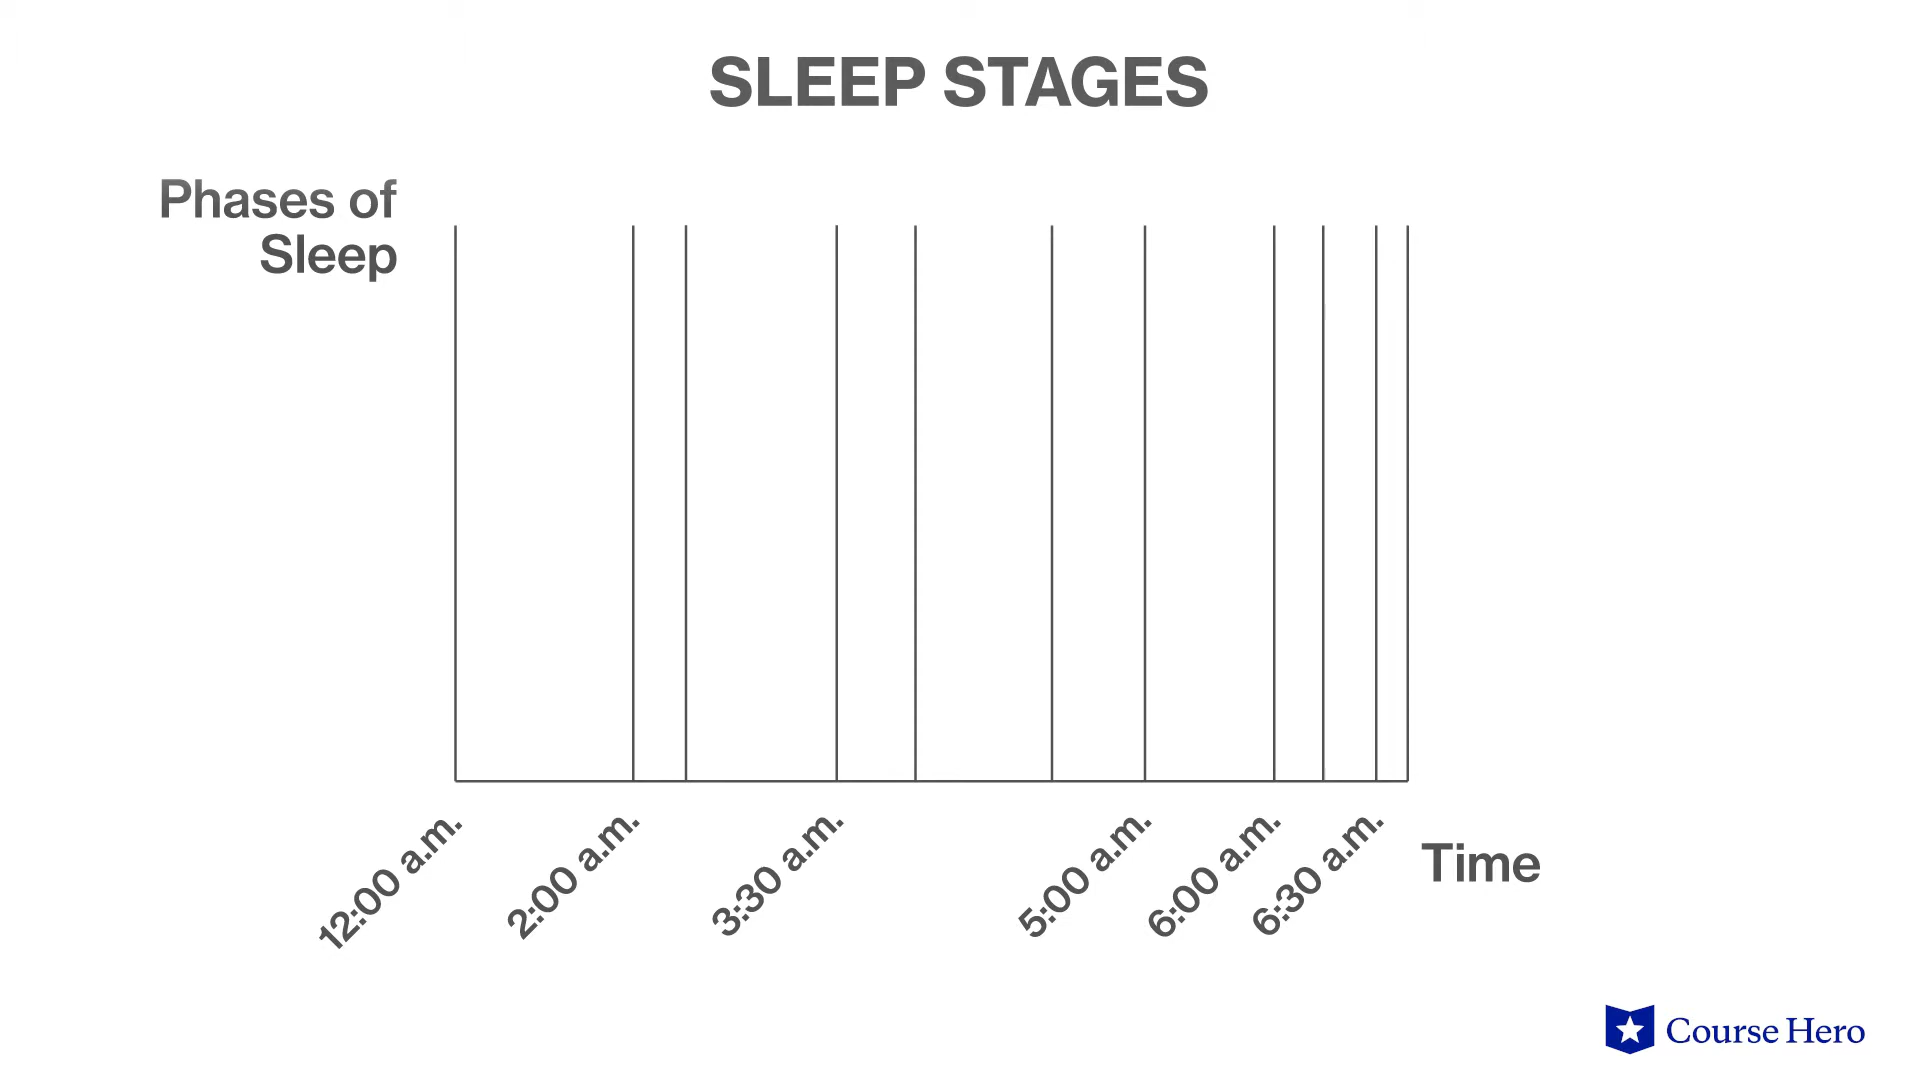 SLEEP STAGES
Phases of
Sleep
12:00 a.m.
2:00 a.m.
3:30 a.m.
5:00 a.m.
6:00 a.m.
6:30 a.m.
Time
Course Hero